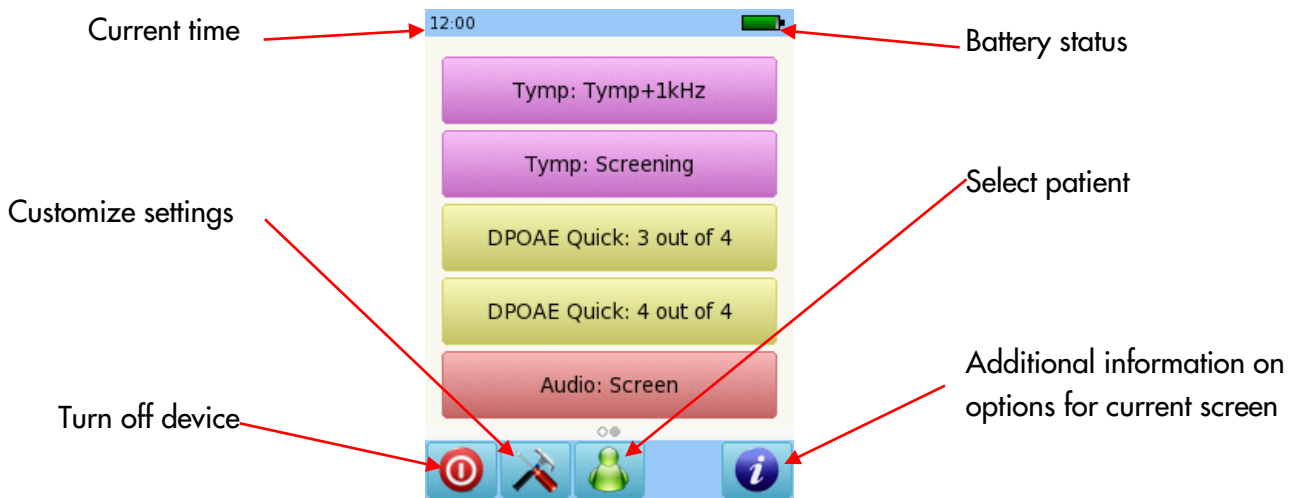 Current time
12:00
Battery status
Tymp: Tymp+1kHz
Tymp: Screening
Select patient
Customize settings
DPOAE Quick: 3 out of 4
DPOAE Quick: 4 out of 4
Audio: Screen
Additional information on
options for current screen
Turn off device
i